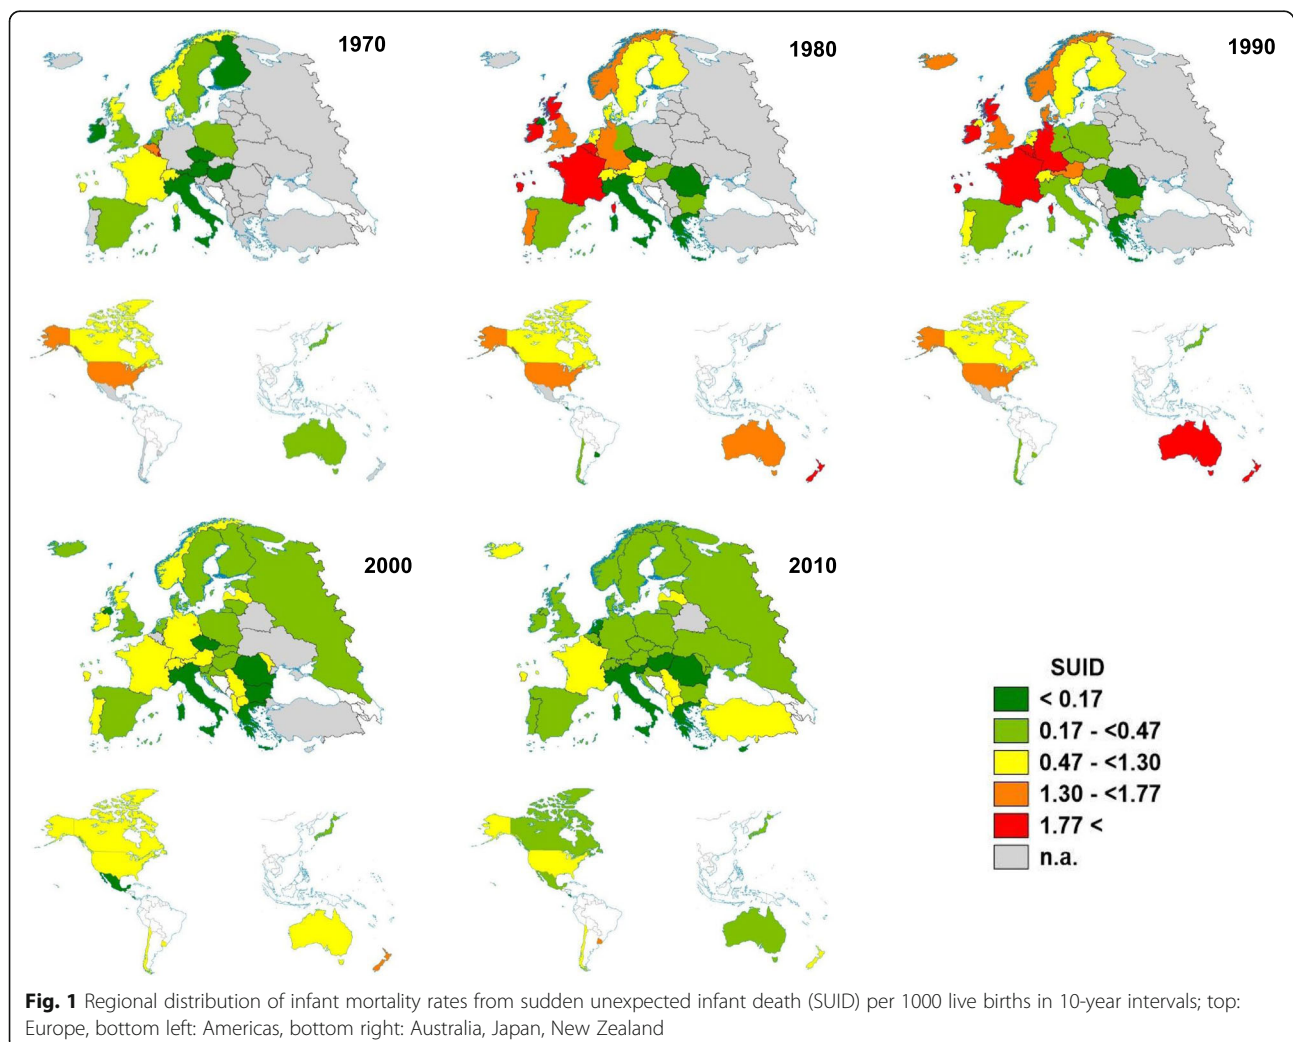 1970
1980
1990
2000
2010
SUID
< 0.17
0.17 - <0.47
0.47 - <1.30
1.30 - <1.77
1.77 <
n.a.
Fig. 1 Regional distribution of infant mortality rates from sudden unexpected infant death (SUID) per 1000 live births in 10-year intervals; top:
Europe, bottom left: Americas, bottom right: Australia, Japan, New Zealand